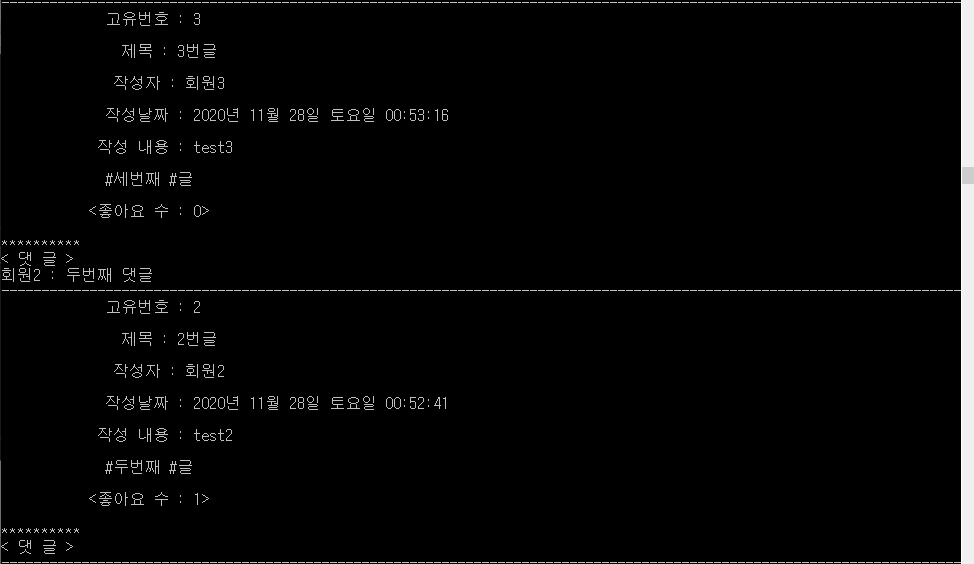 고유번호 : 3
제목 : 3번글
작성자 : 회원3
작성날짜 : 2020년 11월 28일 토요일 00:53:16
작성 내용 : test3
#세번째 #글
<좋아요 수 : 0>
**********
< 댓 글 >
회원2 : 두번째 댓글
고유번호 : 2
제목 : 2번글
작성자 : 회원2
작성날짜 : 2020년 11월 28일 토요일 00:52:41
작성 내용 : test2
#두번째 #글
<좋아요 수 : 1>
**********
< 댓 글 >